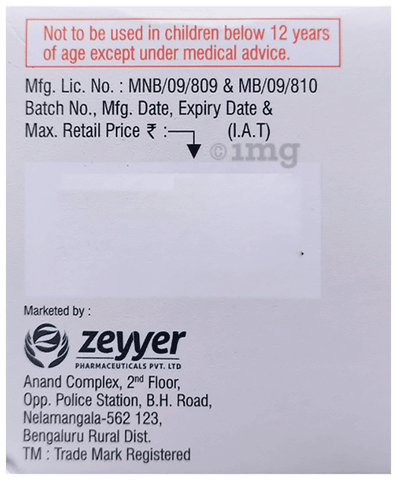 Not to be used in children below 12 years
of age except under medical advice.
Mfg. Lic. No. : MNB/09/809 & MB/09/810
Batch No., Mfg. Date, Expiry Date &
Max. Retail Price ₹ : (I.A.T)
© img
Marketed by :
zeyyer
PHARMACEUTICALS PVT. LTD
Anand Complex, 2nd Floor,
Opp. Police Station, B.H. Road,
Nelamangala-562 123,
Bengaluru Rural Dist.
TM : Trade Mark Registered